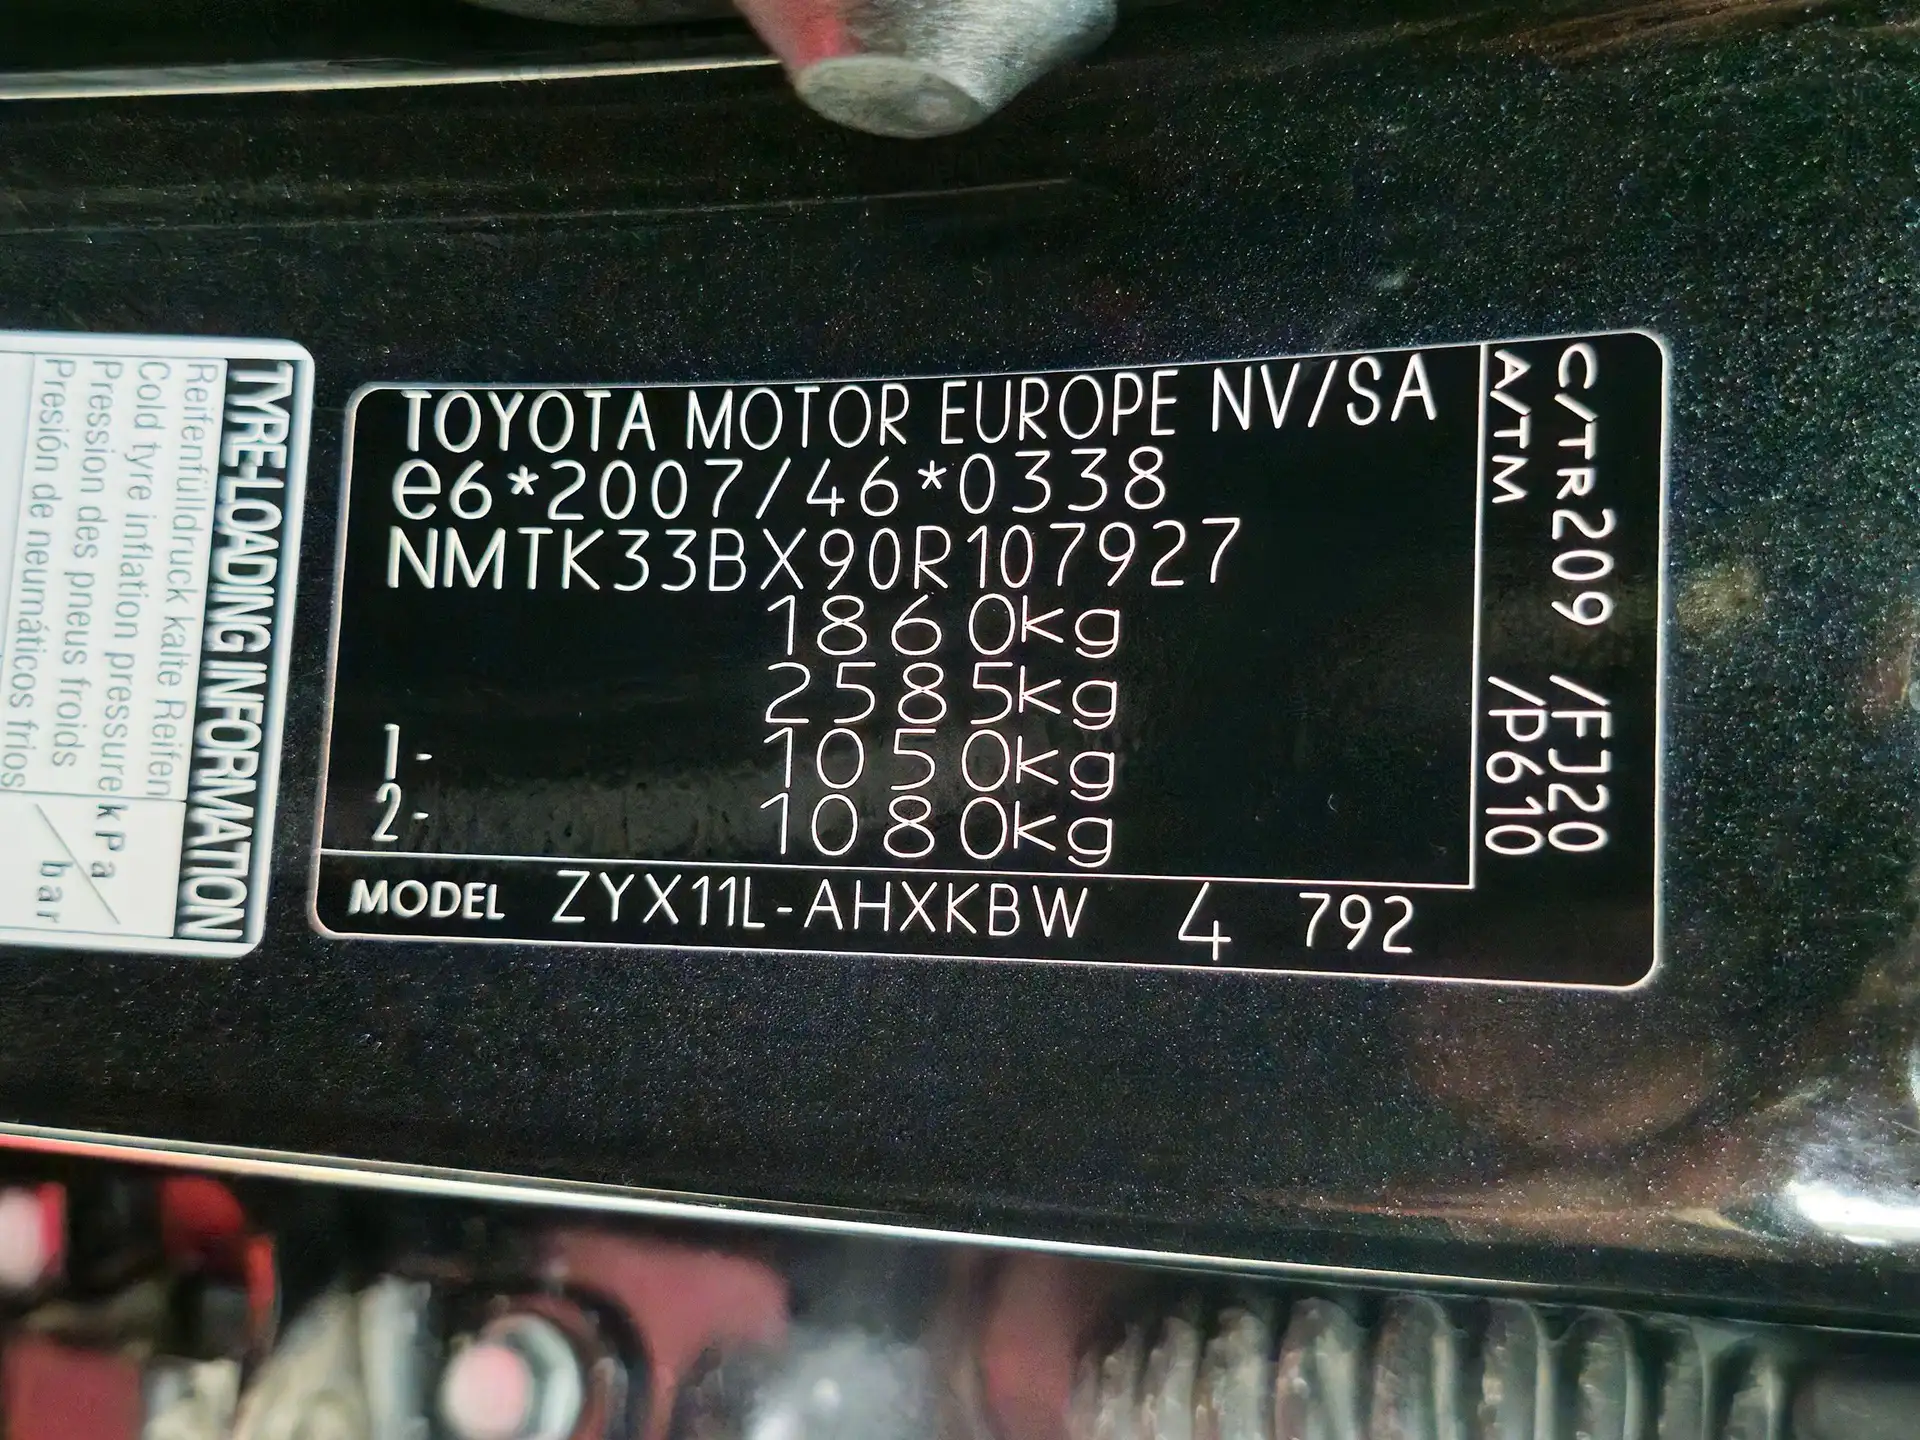 TOYOTA MOTOR EUROPE NV/SA
e6*2007/46*0338
NMTK33BX90R107927
1860kg
2585kg
1- 1050kg
2- 1080kg
MODEL ZYX11L-AHXKBW 4 792
C/TR209 /FJ20
A/TM /P610
TYRE-LOADING INFORMATION
Reifenfülldruck kalte Reifen
Cold tyre inflation pressure
Pression des pneus froids
Presión de neumáticos fríos
kPa/bar